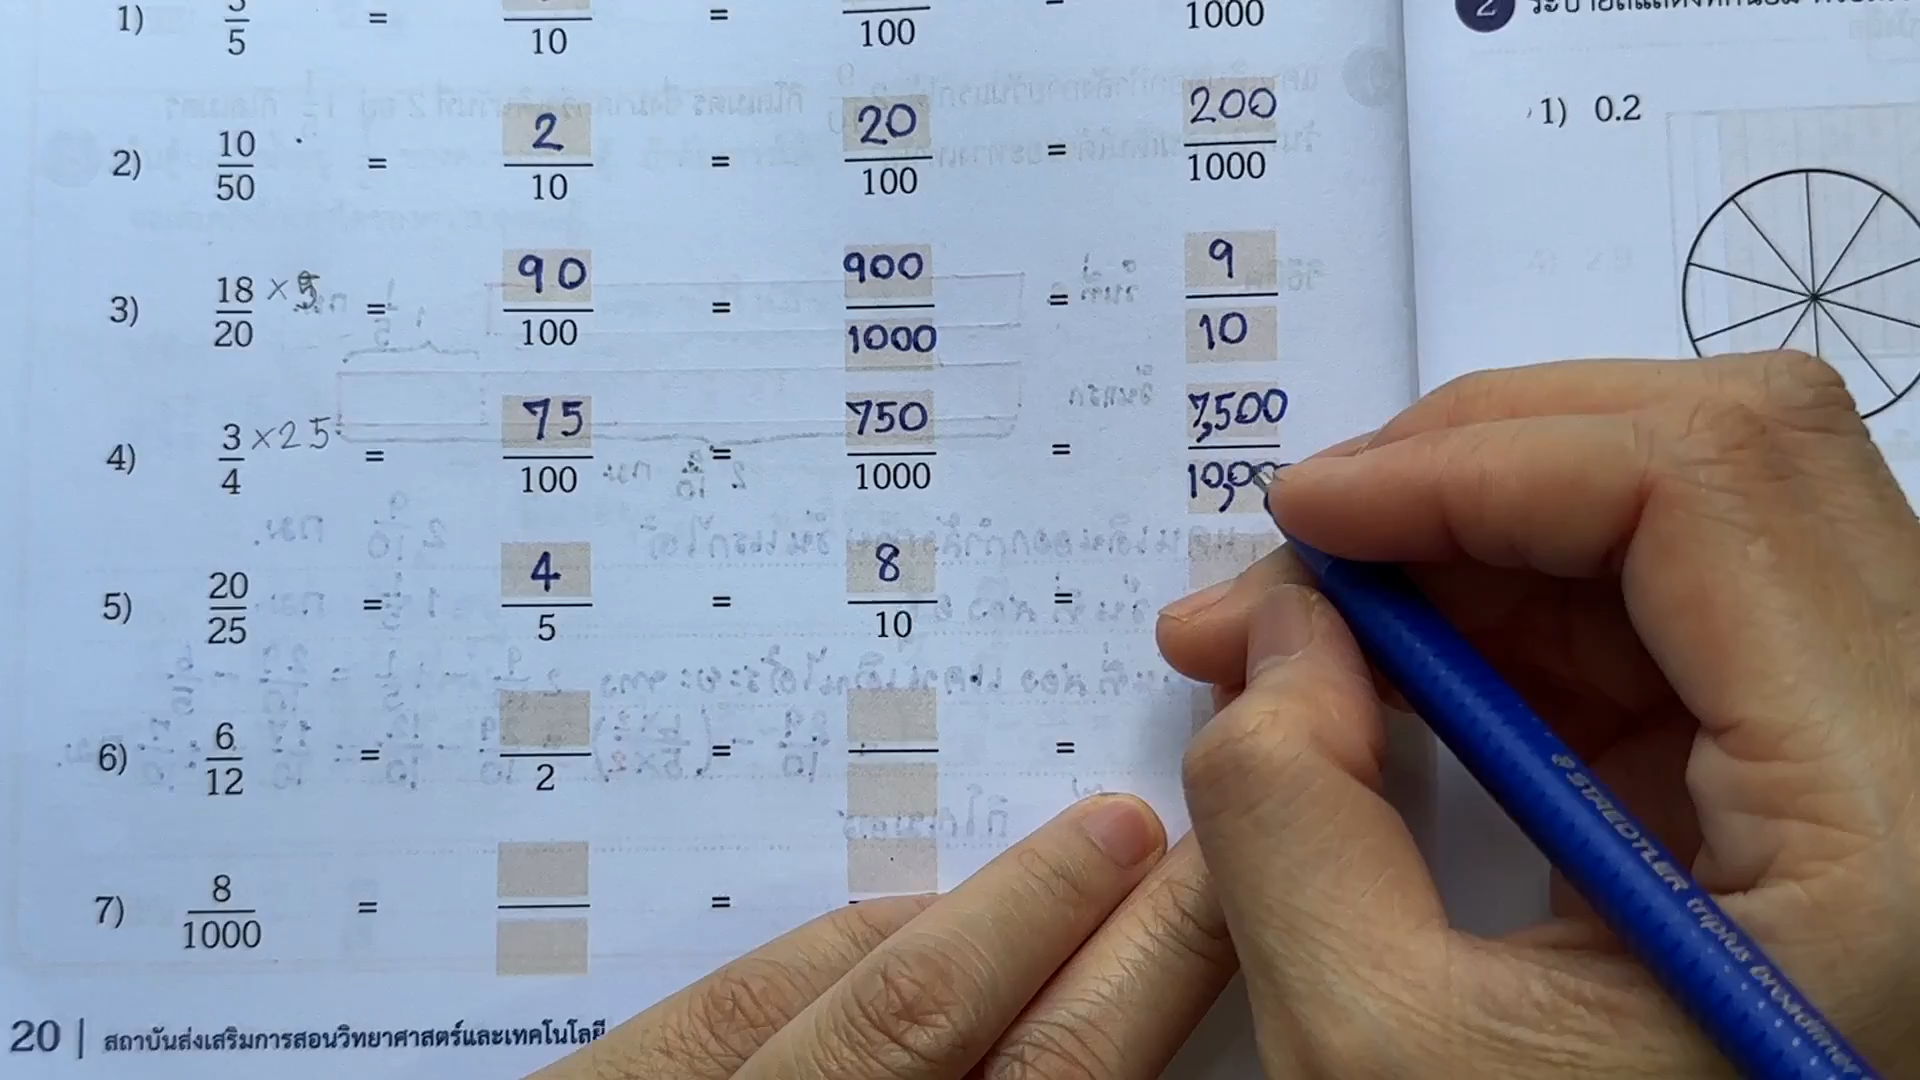 1) 5 = 10 = 100 = 1000
2) 10/50 = 2/10 = 20/100 = 200/1000
3) 18/20 ×5 = 90/100 = 900/1000 = 9/10
4) 3/4 ×25 = 75/100 = 750/1000 = 7,500/10,00
5) 20/25 = 4/5 = 8/10 =
6) 6/12 = /2 = =
7) 8/1000 = =
20 | สถาบันส่งเสริมการสอนวิทยาศาสตร์และเทคโนโลยี
2
1) 0.2
STAEDTLER triplus broadliner